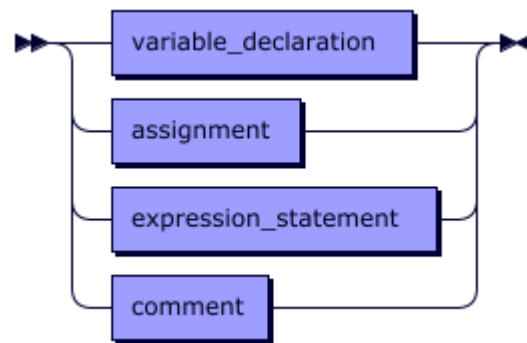 variable_declaration
assignment
expression_statement
comment